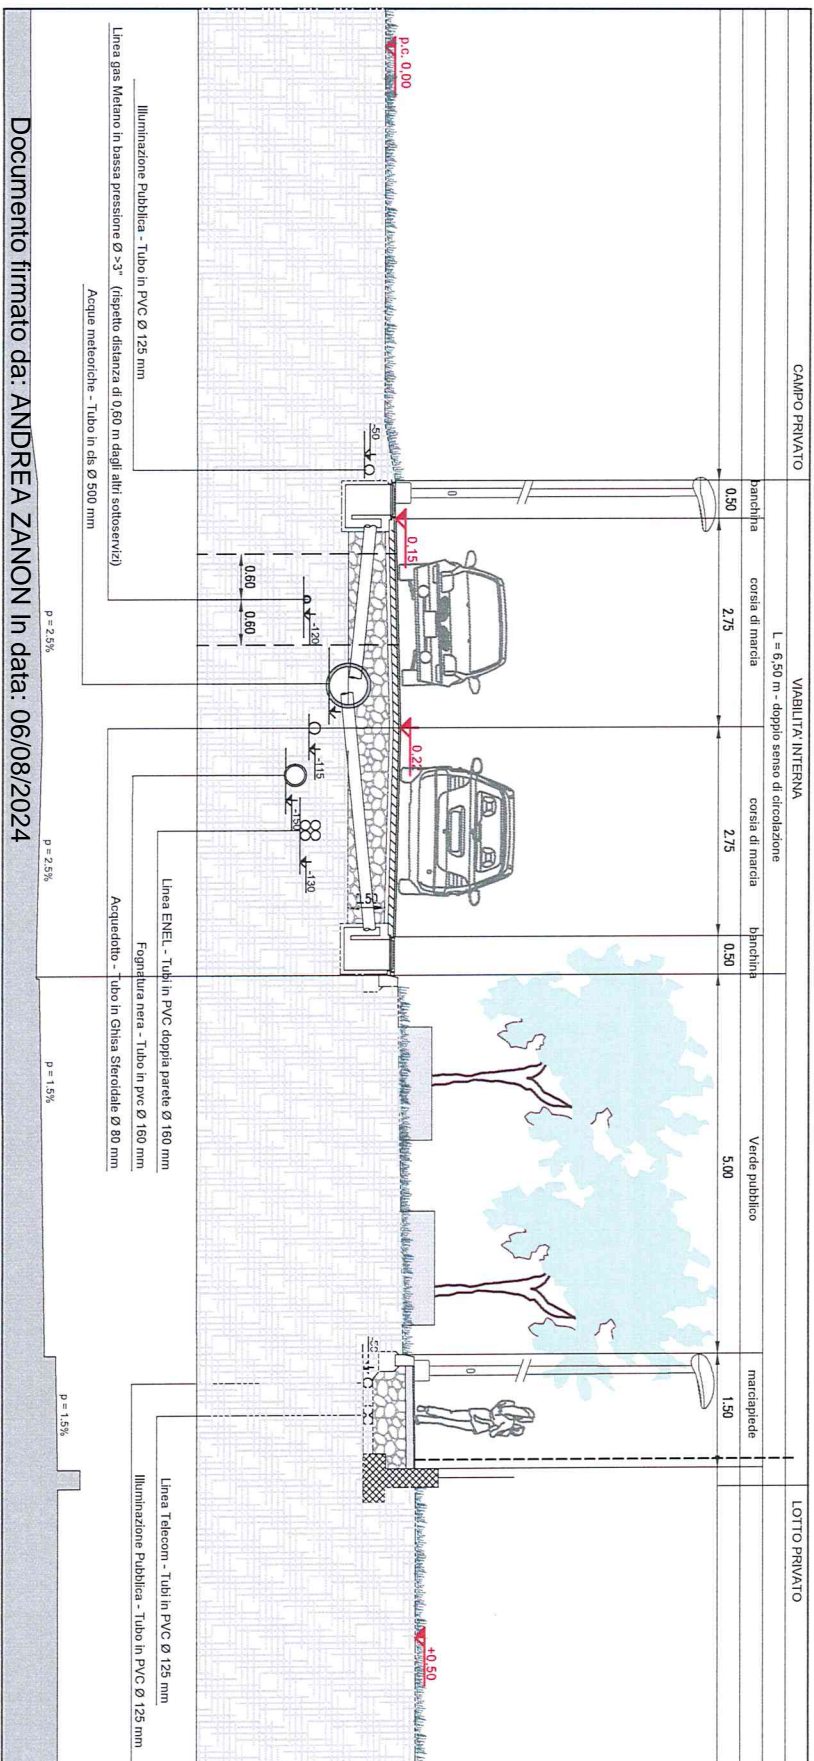 CAMPO PRIVATO
VIABILITA' INTERNA
LOTTO PRIVATO
L = 6,50 m - doppio senso di circolazione
banchina
corsia di marcia
corsia di marcia
banchina
Verde pubblico
marciapiede
0.50
2.75
2.75
0.50
5.00
1.50
p.c. 0,00
0,15
0,22
+0,50
-50
-120
-115
-150
-130
.50
-50
0.60
0.60
Illuminazione Pubblica - Tubo in PVC Ø 125 mm
Linea gas Metano in bassa pressione Ø >3" (rispetto distanza di 0,60 m dagli altri sottoservizi)
Acque meteoriche - Tubo in cls Ø 500 mm
Linea ENEL - Tubi in PVC doppia parete Ø 160 mm
Fognatura nera - Tubo in pvc Ø 160 mm
Acquedotto - Tubo in Ghisa Sferoidale Ø 80 mm
Linea Telecom - Tubi in PVC Ø 125 mm
Illuminazione Pubblica - Tubo in PVC Ø 125 mm
p = 2.5%
p = 2.5%
p = 1.5%
p = 1.5%
Documento firmato da: ANDREA ZANON In data: 06/08/2024